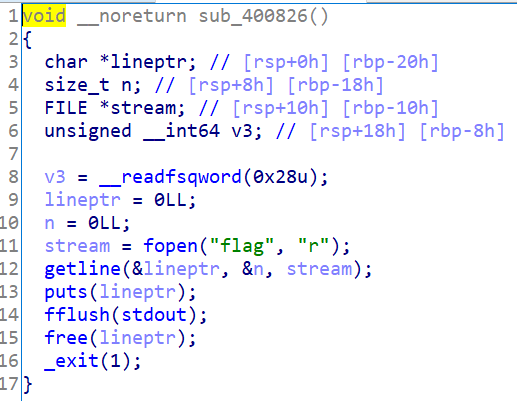 1 void __noreturn sub_400826()
2 {
3   char *lineptr; // [rsp+0h] [rbp-20h]
4   size_t n; // [rsp+8h] [rbp-18h]
5   FILE *stream; // [rsp+10h] [rbp-10h]
6   unsigned __int64 v3; // [rsp+18h] [rbp-8h]
7
8   v3 = __readfsqword(0x28u);
9   lineptr = 0LL;
10   n = 0LL;
11   stream = fopen("flag", "r");
12   getline(&lineptr, &n, stream);
13   puts(lineptr);
14   fflush(stdout);
15   free(lineptr);
16   _exit(1);
17 }